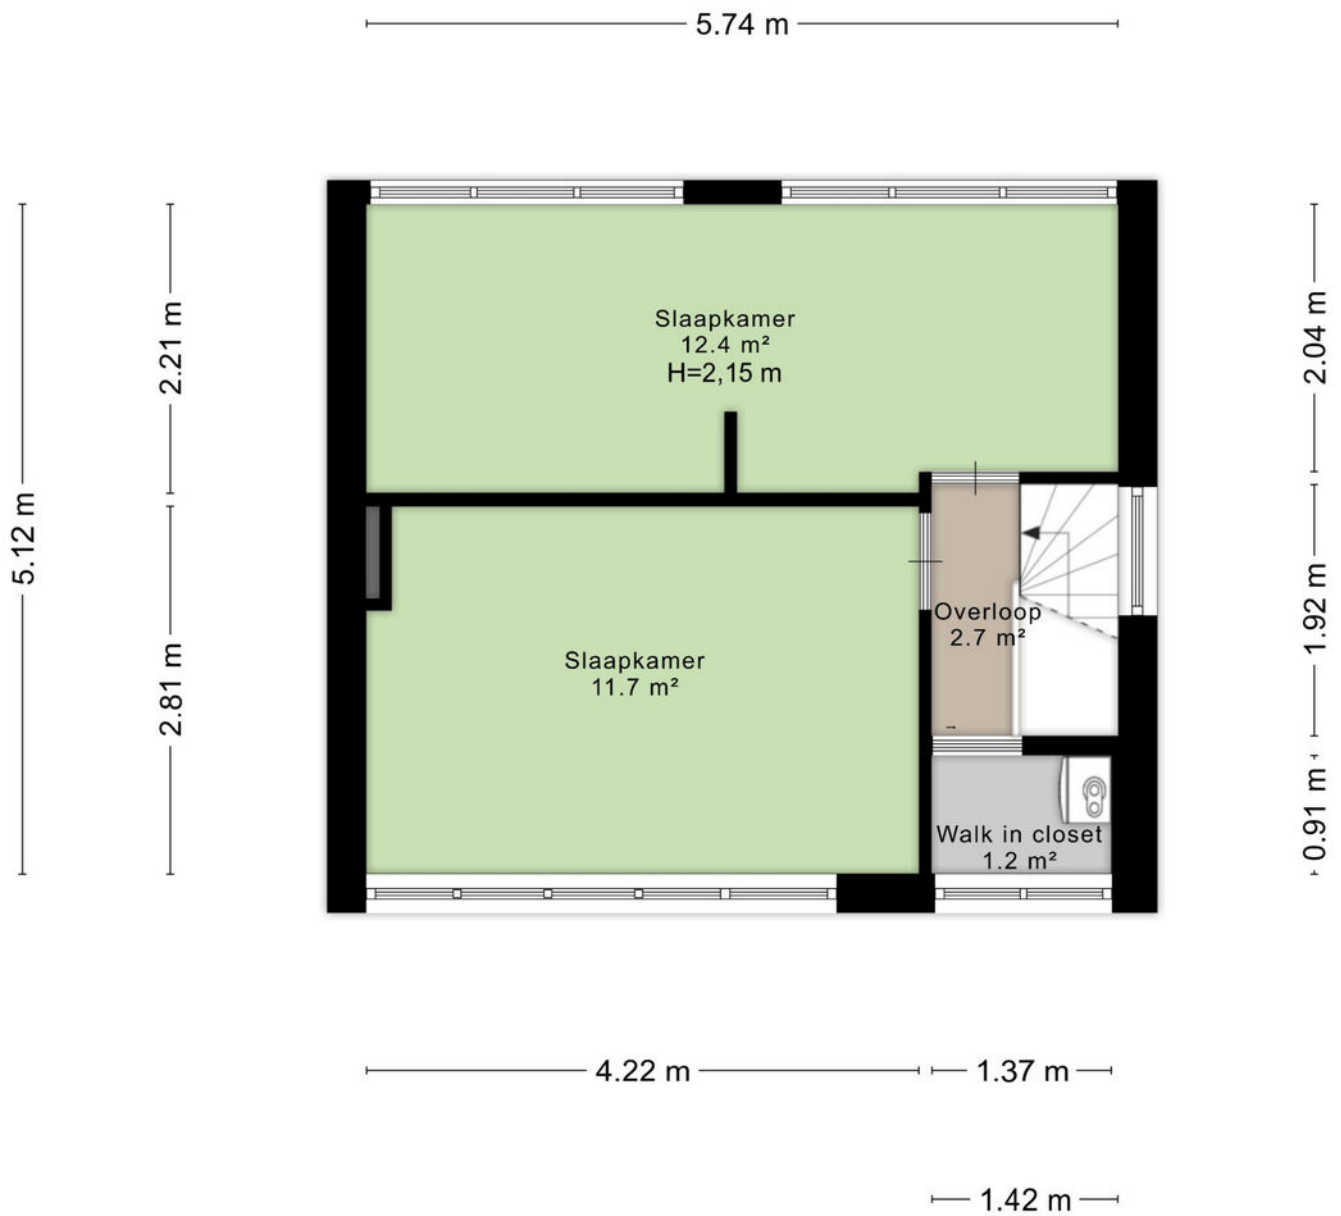 5.74 m
2.21 m
2.04 m
Slaapkamer
12.4 m²
H=2,15 m
5.12 m
1.92 m
Overloop
2.7 m²
2.81 m
Slaapkamer
11.7 m²
0.91 m
Walk in closet
1.2 m²
4.22 m
1.37 m
1.42 m